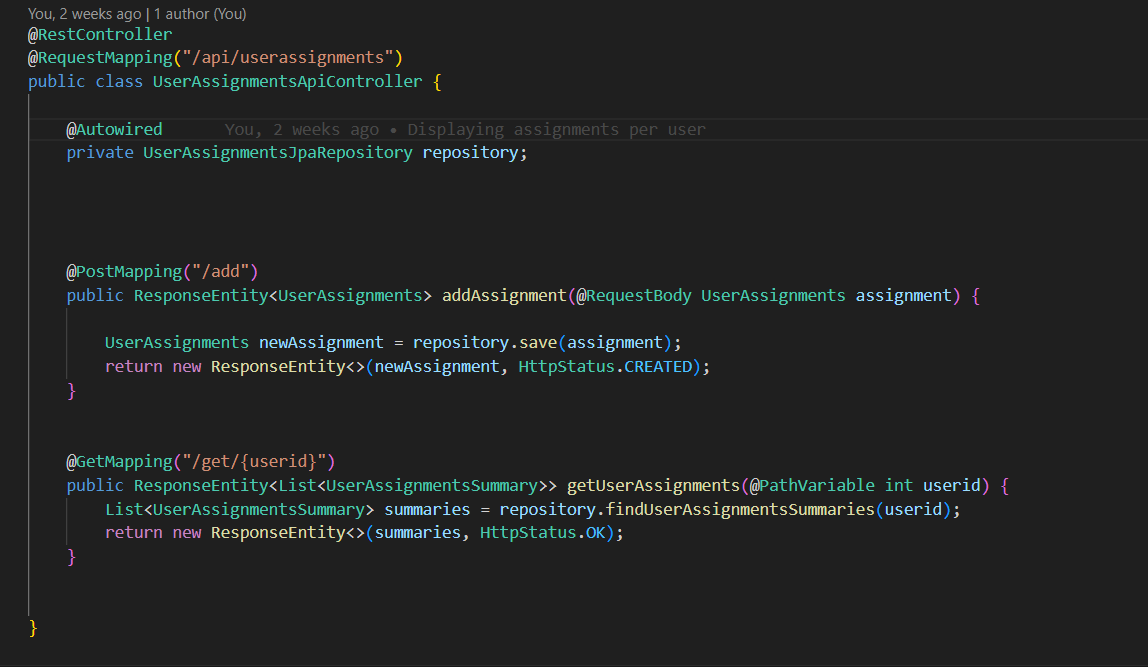 You, 2 weeks ago | 1 author (You)
@RestController
@RequestMapping("/api/userassignments")
public class UserAssignmentsApiController {
@Autowired You, 2 weeks ago • Displaying assignments per user
private UserAssignmentsJpaRepository repository;
@PostMapping("/add")
public ResponseEntity<UserAssignments> addAssignment(@RequestBody UserAssignments assignment) {
UserAssignments newAssignment = repository.save(assignment);
return new ResponseEntity<>(newAssignment, HttpStatus.CREATED);
}
@GetMapping("/get/{userid}")
public ResponseEntity<List<UserAssignmentsSummary>> getUserAssignments(@PathVariable int userid) {
List<UserAssignmentsSummary> summaries = repository.findUserAssignmentsSummaries(userid);
return new ResponseEntity<>(summaries, HttpStatus.OK);
}
}